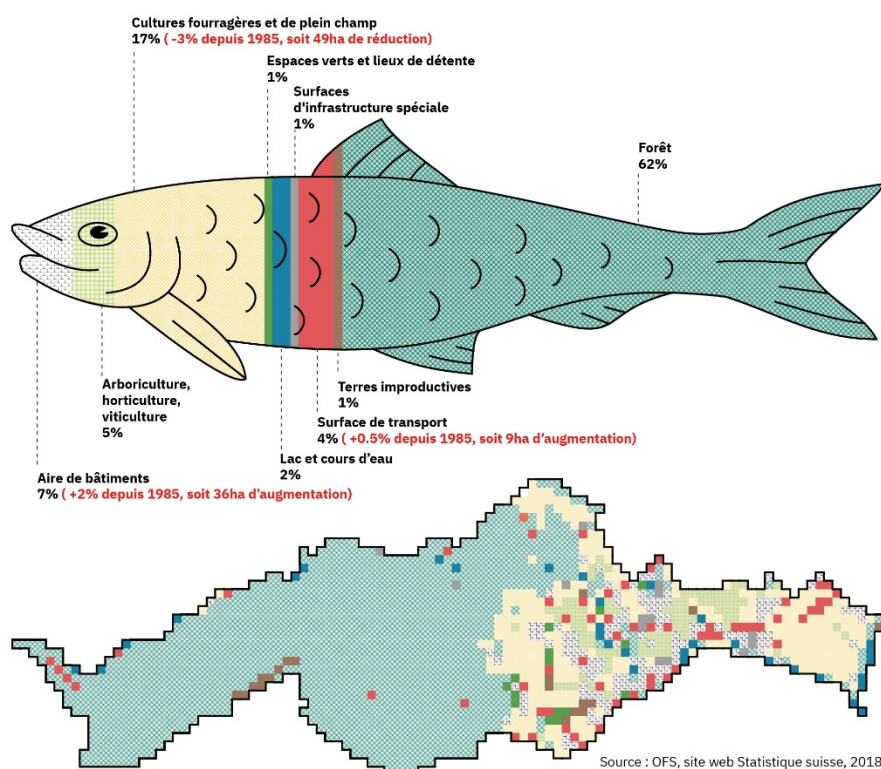 Cultures fourragères et de plein champ
17% ( -3% depuis 1985, soit 49ha de réduction)
Espaces verts et lieux de détente
1%
Surfaces
d'infrastructure spéciale
1%
Forêt
62%
Arboriculture,
horticulture,
viticulture
5%
Terres improductives
1%
Surface de transport
4% ( +0.5% depuis 1985, soit 9ha d’augmentation)
Lac et cours d’eau
2%
Aire de bâtiments
7% ( +2% depuis 1985, soit 36ha d’augmentation)
Source : OFS, site web Statistique suisse, 2018